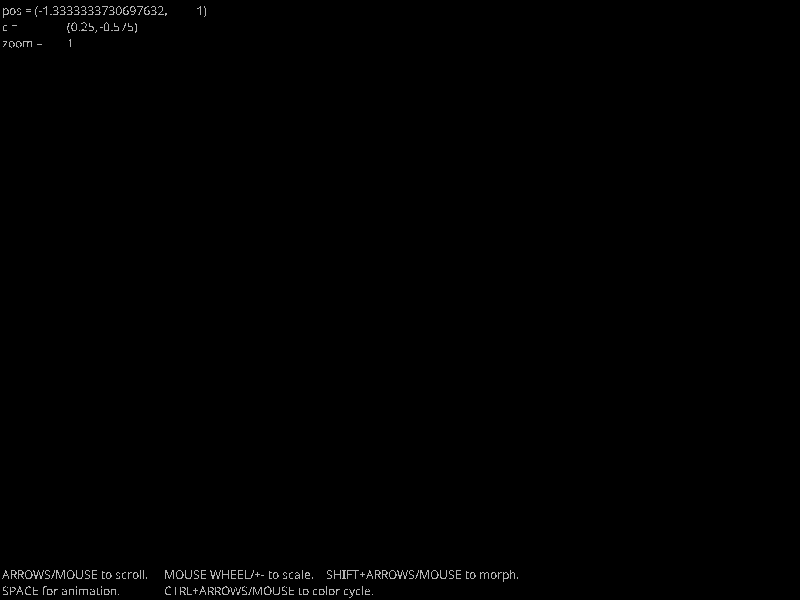 pos = (-1.3333333730697632, 1)
c = (0.25,-0.575)
zoom = 1
ARROWS/MOUSE to scroll. MOUSE WHEEL/+- to scale. SHIFT+ARROWS/MOUSE to morph.
SPACE for animation. CTRL+ARROWS/MOUSE to color cycle.